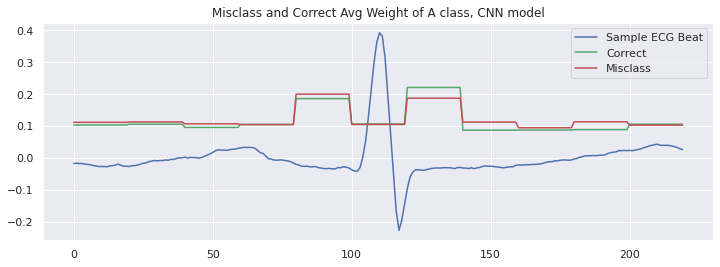 Misclass and Correct Avg Weight of A class, CNN model
Sample ECG Beat
Correct
Misclass
0.4
0.3
0.2
0.1
0.0
−0.1
−0.2
0 50 100 150 200